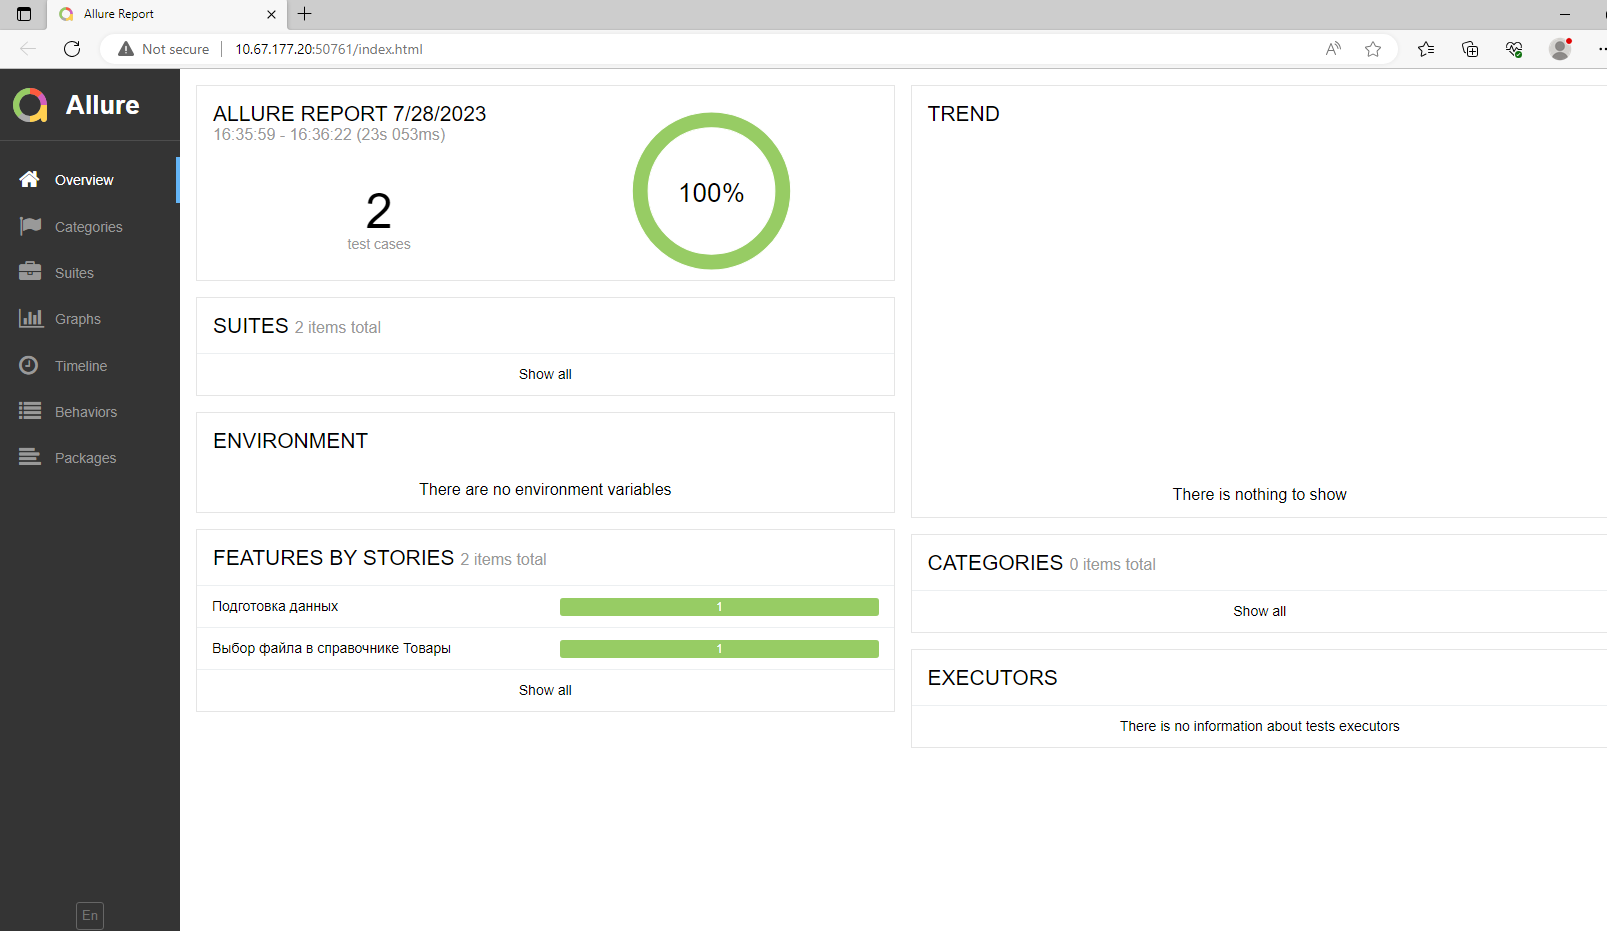 Allure Report
Not secure
10.67.177.20:50761/index.html
Allure
Overview
Categories
Suites
Graphs
Timeline
Behaviors
Packages
En
ALLURE REPORT 7/28/2023
16:35:59 - 16:36:22 (23s 053ms)
2
test cases
100%
SUITES 2 items total
Show all
ENVIRONMENT
There are no environment variables
FEATURES BY STORIES 2 items total
Подготовка данных 1
Выбор файла в справочнике Товары 1
Show all
TREND
There is nothing to show
CATEGORIES 0 items total
Show all
EXECUTORS
There is no information about tests executors